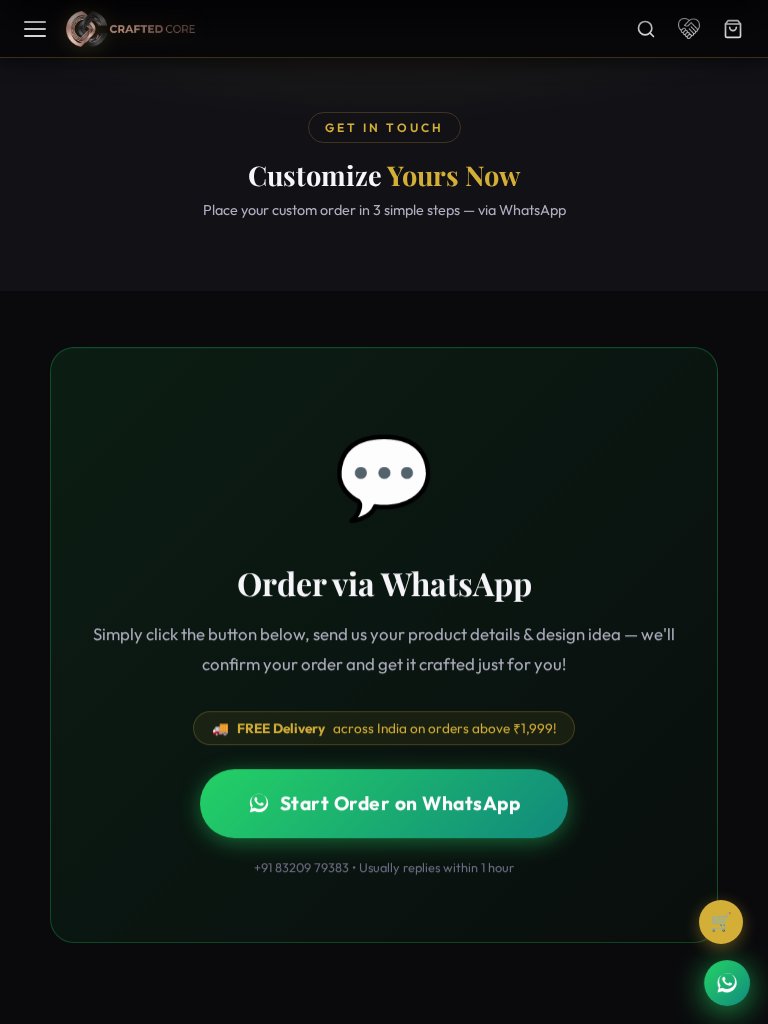 CRAFTED CORE
GET IN TOUCH
Customize Yours Now
Place your custom order in 3 simple steps — via WhatsApp
Order via WhatsApp
Simply click the button below, send us your product details & design idea — we'll
confirm your order and get it crafted just for you!
FREE Delivery across India on orders above ₹1,999!
Start Order on WhatsApp
+91 83209 79383 • Usually replies within 1 hour